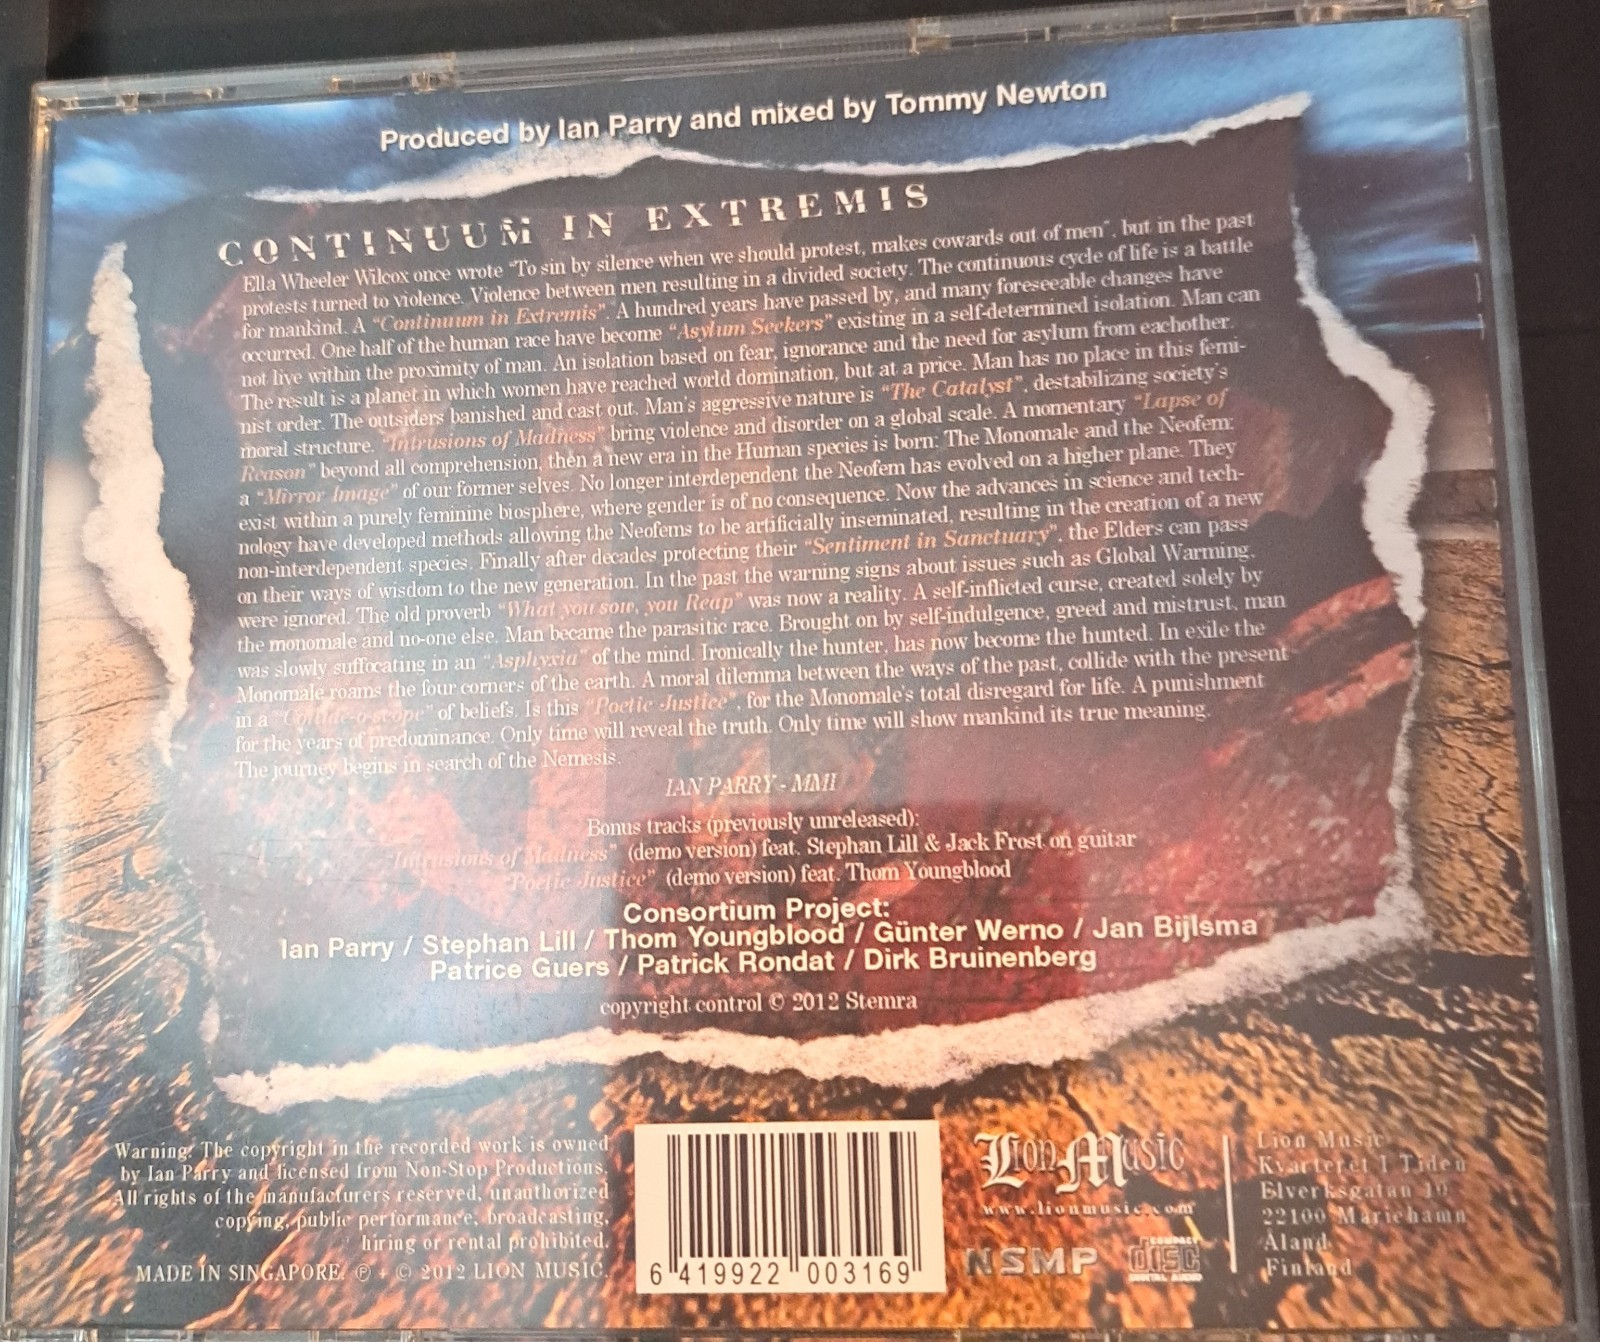 Produced by Ian Parry and mixed by Tommy Newton
CONTINUUM IN EXTREMIS
Ella Wheeler Wilcox once wrote "To sin by silence when we should protest, makes cowards out of men", but in the past
protests turned to violence. Violence between men resulting in a divided society. The continuous cycle of life is a battle
for mankind. A "Continuum in Extremis". A hundred years have passed by, and many foreseeable changes have
occurred. One half of the human race have become "Asylum Seekers" existing in a self-determined isolation. Man can
not live within the proximity of man. An isolation based on fear, ignorance and the need for asylum from eachother.
The result is a planet in which women have reached world domination, but at a price. Man has no place in this femi-
nist order. The outsiders banished and cast out. Man's aggressive nature is "The Catalyst", destabilizing society's
moral structure. "Intrusions of Madness" bring violence and disorder on a global scale. A momentary "Lapse of
Reason" beyond all comprehension, then a new era in the Human species is born: The Monomale and the Neofem:
a "Mirror Image" of our former selves. No longer interdependent the Neofem has evolved on a higher plane. They
exist within a purely feminine biosphere, where gender is of no consequence. Now the advances in science and tech-
nology have developed methods allowing the Neofems to be artificially inseminated, resulting in the creation of a new
non-interdependent species. Finally after decades protecting their "Sentiment in Sanctuary", the Elders can pass
on their ways of wisdom to the new generation. In the past the warning signs about issues such as Global Warming,
were ignored. The old proverb "What you sow, you Reap" was now a reality. A self-inflicted curse, created solely by
the monomale and no-one else. Man became the parasitic race. Brought on by self-indulgence, greed and mistrust, man
was slowly suffocating in an "Asphyxia" of the mind. Ironically the hunter, has now become the hunted. In exile the
Monomale roams the four corners of the earth. A moral dilemma between the ways of the past, collide with the present
in a "Collide-o-scope" of beliefs. Is this "Poetic Justice", for the Monomale's total disregard for life. A punishment
for the years of predominance. Only time will reveal the truth. Only time will show mankind its true meaning.
The journey begins in search of the Nemesis.
IAN PARRY - MMI
Bonus tracks (previously unreleased):
"Intrusions of Madness" (demo version) feat. Stephan Lill & Jack Frost on guitar
"Poetic Justice" (demo version) feat. Thom Youngblood
Consortium Project:
Ian Parry / Stephan Lill / Thom Youngblood / Günter Werno / Jan Bijlsma
Patrice Guers / Patrick Rondat / Dirk Bruinenberg
copyright control © 2012 Stemra
Warning: The copyright in the recorded work is owned
by Ian Parry and licensed from Non-Stop Productions.
All rights of the manufacturers reserved, unauthorized
copying, public performance, broadcasting,
hiring or rental prohibited.
MADE IN SINGAPORE. ℗ + © 2012 LION MUSIC.
6 419922 003169
Lion Music
www.lionmusic.com
NSMP
COMPACT
DISC
DIGITAL AUDIO
Lion Music
Kvarteret I Tiden
Elverksgatan 10
22100 Mariehamn
Åland
Finland